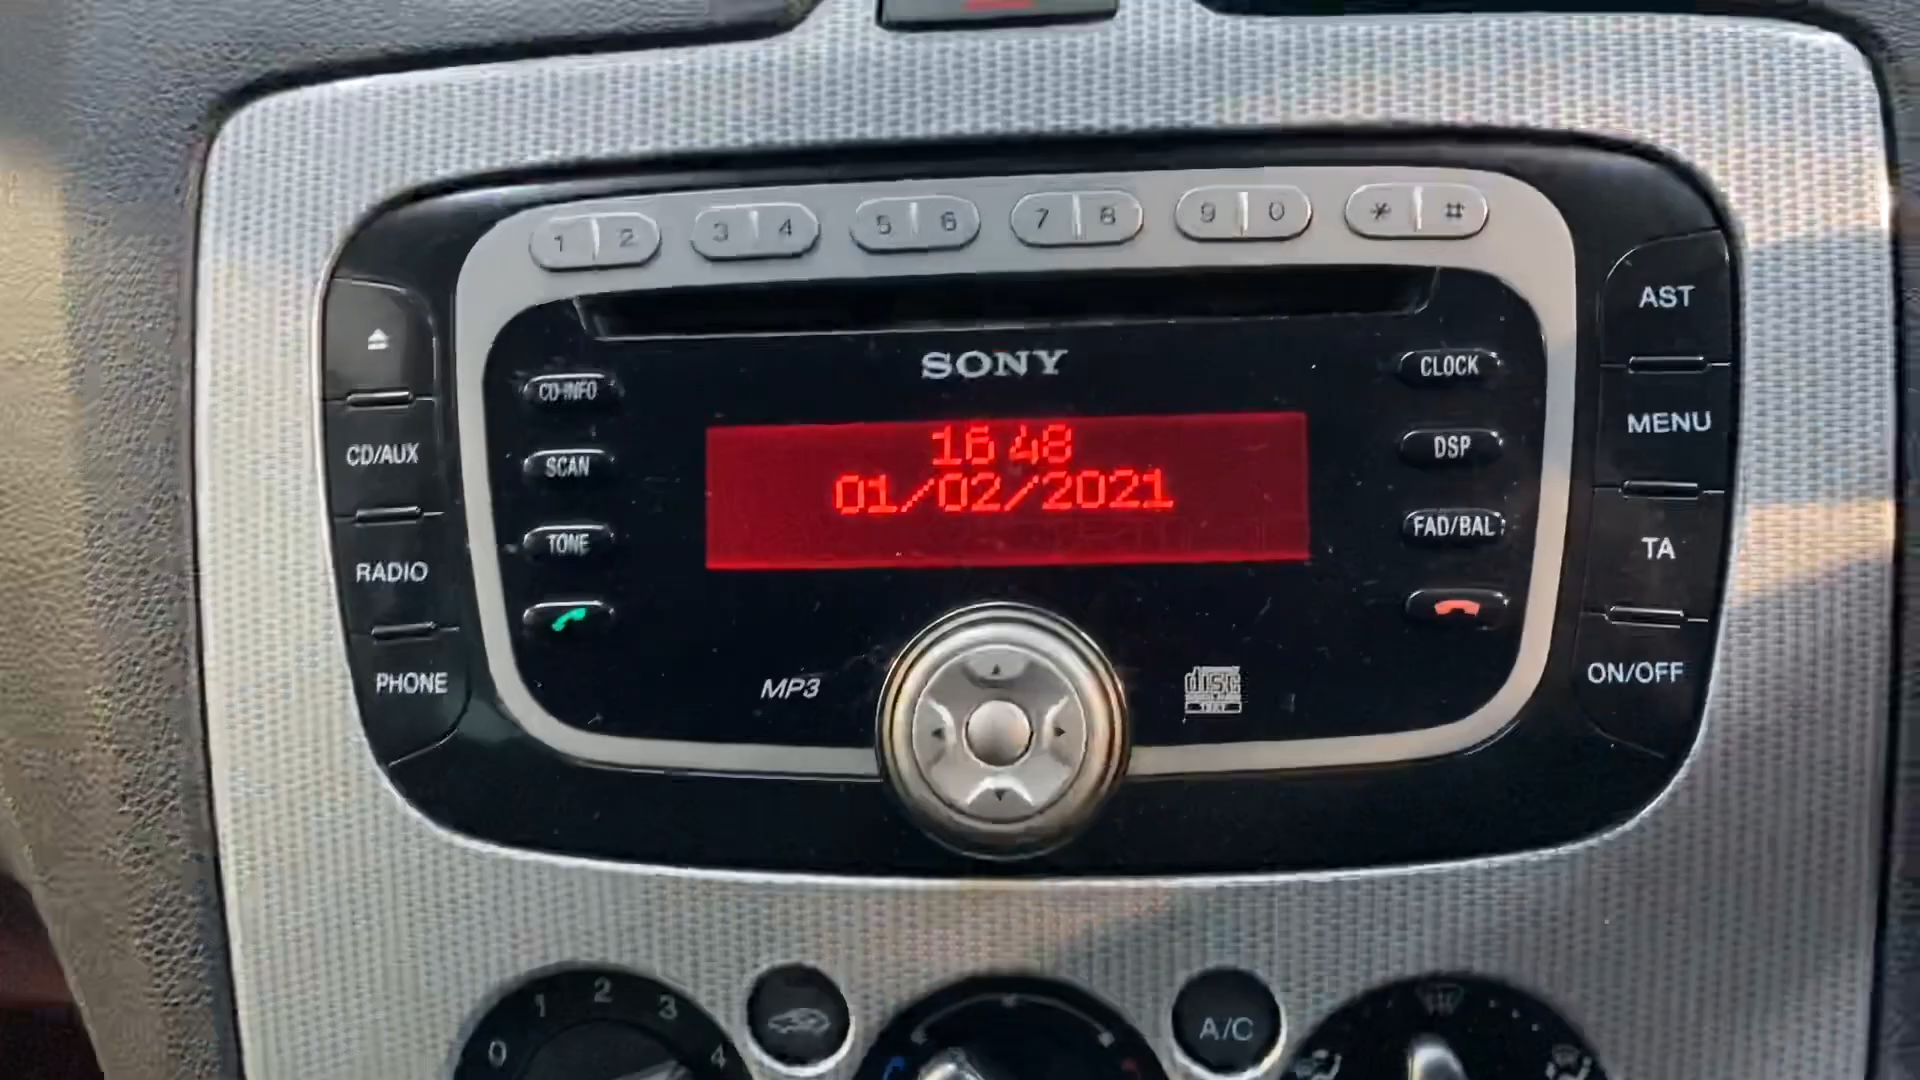 1 2 3 4 5 6 7 8 9 0 * #
SONY
CD-INFO
CLOCK
AST
SCAN
DSP
MENU
CD/AUX
16 48
01/02/2021
TONE
FAD/BAL
TA
RADIO
PHONE
MP3
disc
TEXT
ON/OFF
0 1 2 3 4
A/C